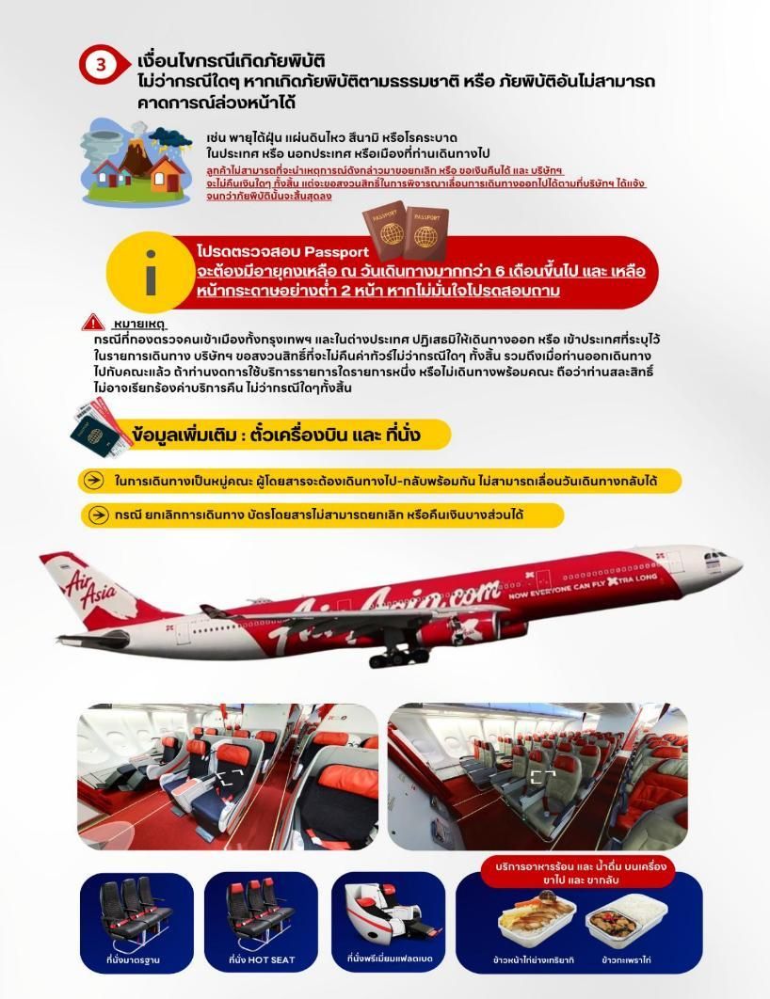 3
เงื่อนไขกรณีเกิดภัยพิบัติ
ไม่ว่ากรณีใดๆ หากเกิดภัยพิบัติตามธรรมชาติ หรือ ภัยพิบัติอันไม่สามารถ
คาดการณ์ล่วงหน้าได้
เช่น พายุไต้ฝุ่น แผ่นดินไหว สึนามิ หรือโรคระบาด
ในประเทศ หรือ นอกประเทศ หรือเมืองที่ท่านเดินทางไป
ลูกค้าไม่สามารถที่จะนำเหตุการณ์ดังกล่าวมาขอยกเลิก หรือ ขอเงินคืนได้ และ บริษัทฯ
จะไม่คืนเงินใดๆ ทั้งสิ้น แต่จะขอสงวนสิทธิ์ในการพิจารณาเลื่อนการเดินทางออกไปได้ตามที่บริษัทฯ ได้แจ้ง
จนกว่าภัยพิบัตินั้นจะสิ้นสุดลง
PASSPORT
PASSPORT
i
โปรดตรวจสอบ Passport
จะต้องมีอายุคงเหลือ ณ วันเดินทางมากกว่า 6 เดือนขึ้นไป และ เหลือ
หน้ากระดาษอย่างต่ำ 2 หน้า หากไม่มั่นใจโปรดสอบถาม
หมายเหตุ
กรณีที่กองตรวจคนเข้าเมืองทั้งกรุงเทพฯ และในต่างประเทศ ปฏิเสธมิให้เดินทางออก หรือ เข้าประเทศที่ระบุไว้
ในรายการเดินทาง บริษัทฯ ขอสงวนสิทธิ์ที่จะไม่คืนค่าทัวร์ไม่ว่ากรณีใดๆ ทั้งสิ้น รวมถึงเมื่อท่านออกเดินทาง
ไปกับคณะแล้ว ถ้าท่านงดการใช้บริการรายการใดรายการหนึ่ง หรือไม่เดินทางพร้อมคณะ ถือว่าท่านสละสิทธิ์
ไม่อาจเรียกร้องค่าบริการคืน ไม่ว่ากรณีใดๆทั้งสิ้น
ข้อมูลเพิ่มเติม : ตั๋วเครื่องบิน และ ที่นั่ง
ในการเดินทางเป็นหมู่คณะ ผู้โดยสารจะต้องเดินทางไป-กลับพร้อมกัน ไม่สามารถเลื่อนวันเดินทางกลับได้
กรณี ยกเลิกการเดินทาง บัตรโดยสารไม่สามารถยกเลิก หรือคืนเงินบางส่วนได้
Air
Asia
AirAsia.com
NOW EVERYONE CAN FLY XTRA LONG
บริการอาหารร้อน และ น้ำดื่ม บนเครื่อง
ขาไป และ ขากลับ
ที่นั่งมาตรฐาน
ที่นั่ง HOT SEAT
ที่นั่งพรีเมี่ยมแฟลตเบด
ข้าวหน้าไก่ย่างเทริยากิ
ข้าวกะเพราไก่